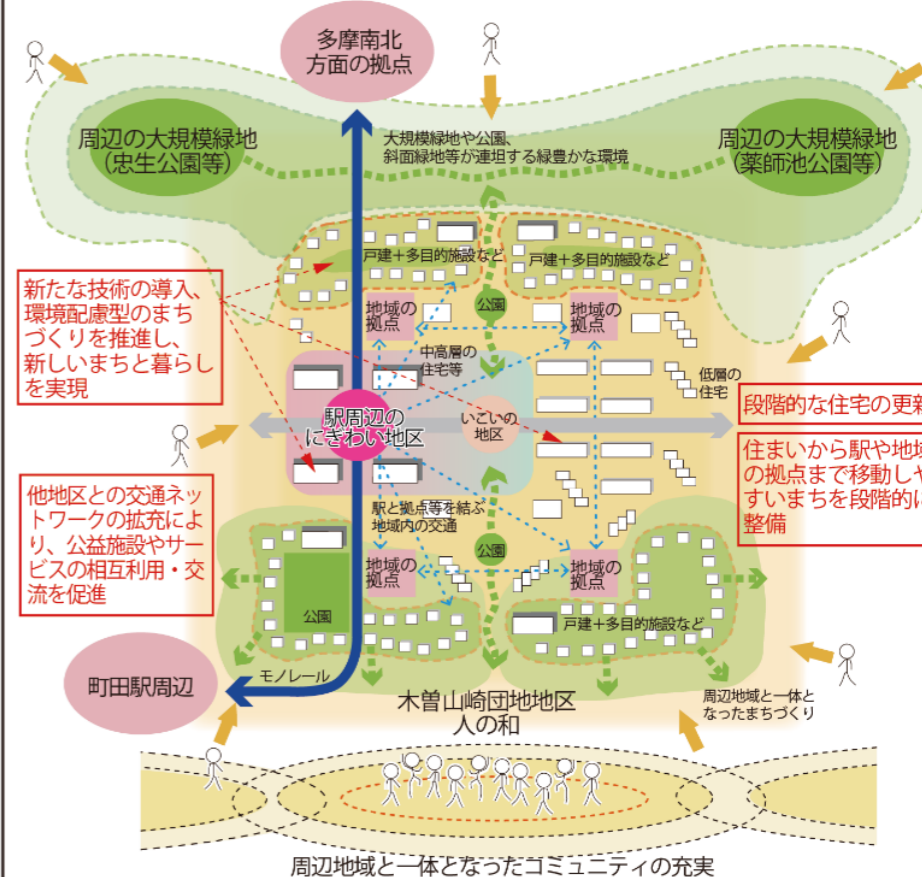 多摩南北
方面の拠点
周辺の大規模緑地
（忠生公園等）
大規模緑地や公園、
斜面緑地等が連坦する緑豊かな環境
周辺の大規模緑地
（薬師池公園等）
戸建＋多目的施設など
戸建＋多目的施設など
新たな技術の導入、
環境配慮型のまち
づくりを推進し、
新しいまちと暮らし
を実現
地域の
拠点
公園
地域の
拠点
中高層の
住宅等
低層の
住宅
駅周辺の
にぎわい地区
いこいの
地区
段階的な住宅の更新
住まいから駅や地域
の拠点まで移動しや
すいまちを段階的に
整備
他地区との交通ネッ
トワークの拡充によ
り、公益施設やサー
ビスの相互利用・交
流を促進
駅と拠点等を結ぶ
地域内の交通
公園
地域の
拠点
地域の
拠点
公園
戸建＋多目的施設など
町田駅周辺
モノレール
木曽山崎団地地区
人の和
周辺地域と一体と
なったまちづくり
周辺地域と一体となったコミュニティの充実